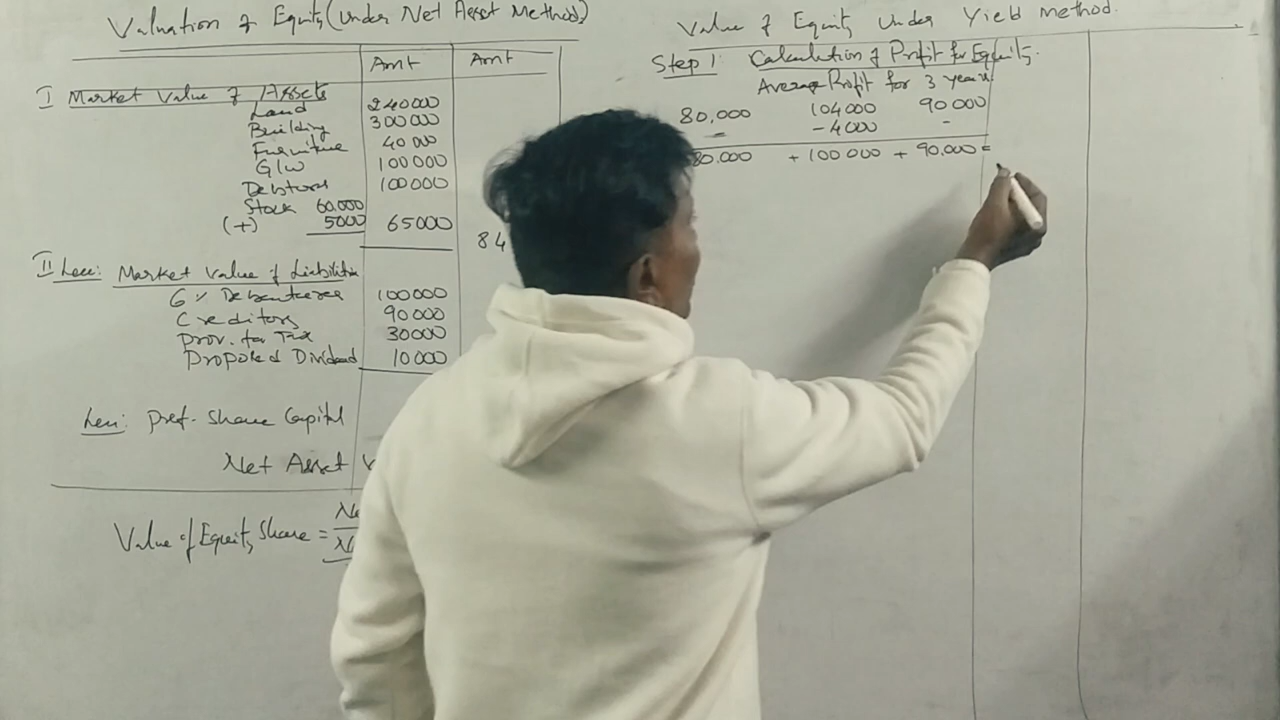 Valuation of Equity (Under Net Asset Method)
Amt Amt
I Market Value of Assets
Land 240000
Building 300000
Furniture 40000
G/w 100000
Debtors 100000
Stock 60,000
(+) 5000 65000
84
II Less: Market Value of Liabilities
6% Debentures 100000
Creditors 90000
Prov. for Tax 30000
Proposed Dividend 10000
Less: Pref. Share Capital
Net Asset
Value of Equity Share =
Value of Equity Under Yield Method.
Step 1 Calculation of Profit for Equity.
Average Profit for 3 years
80,000 104000 90000
- - 4000 -
80,000 + 100000 + 90,000 =